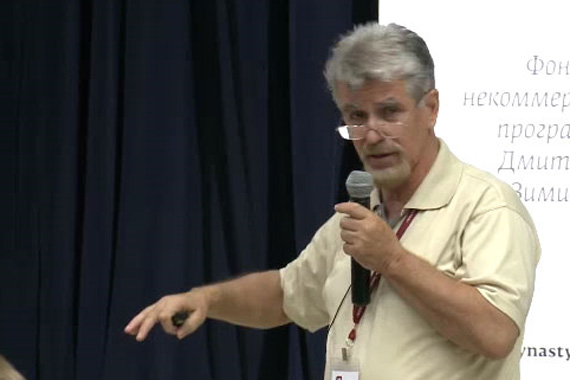 Фон
некоммер
програ
Дмит
Зими
ynasty